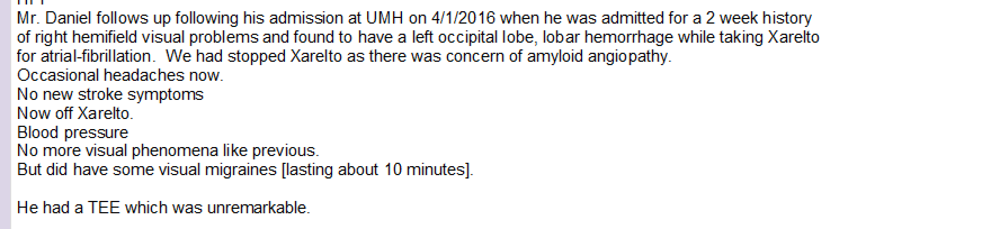 Mr. Daniel follows up following his admission at UMH on 4/1/2016 when he was admitted for a 2 week history
of right hemifield visual problems and found to have a left occipital lobe, lobar hemorrhage while taking Xarelto
for atrial-fibrillation.  We had stopped Xarelto as there was concern of amyloid angiopathy.
Occasional headaches now.
No new stroke symptoms
Now off Xarelto.
Blood pressure
No more visual phenomena like previous.
But did have some visual migraines [lasting about 10 minutes].
He had a TEE which was unremarkable.